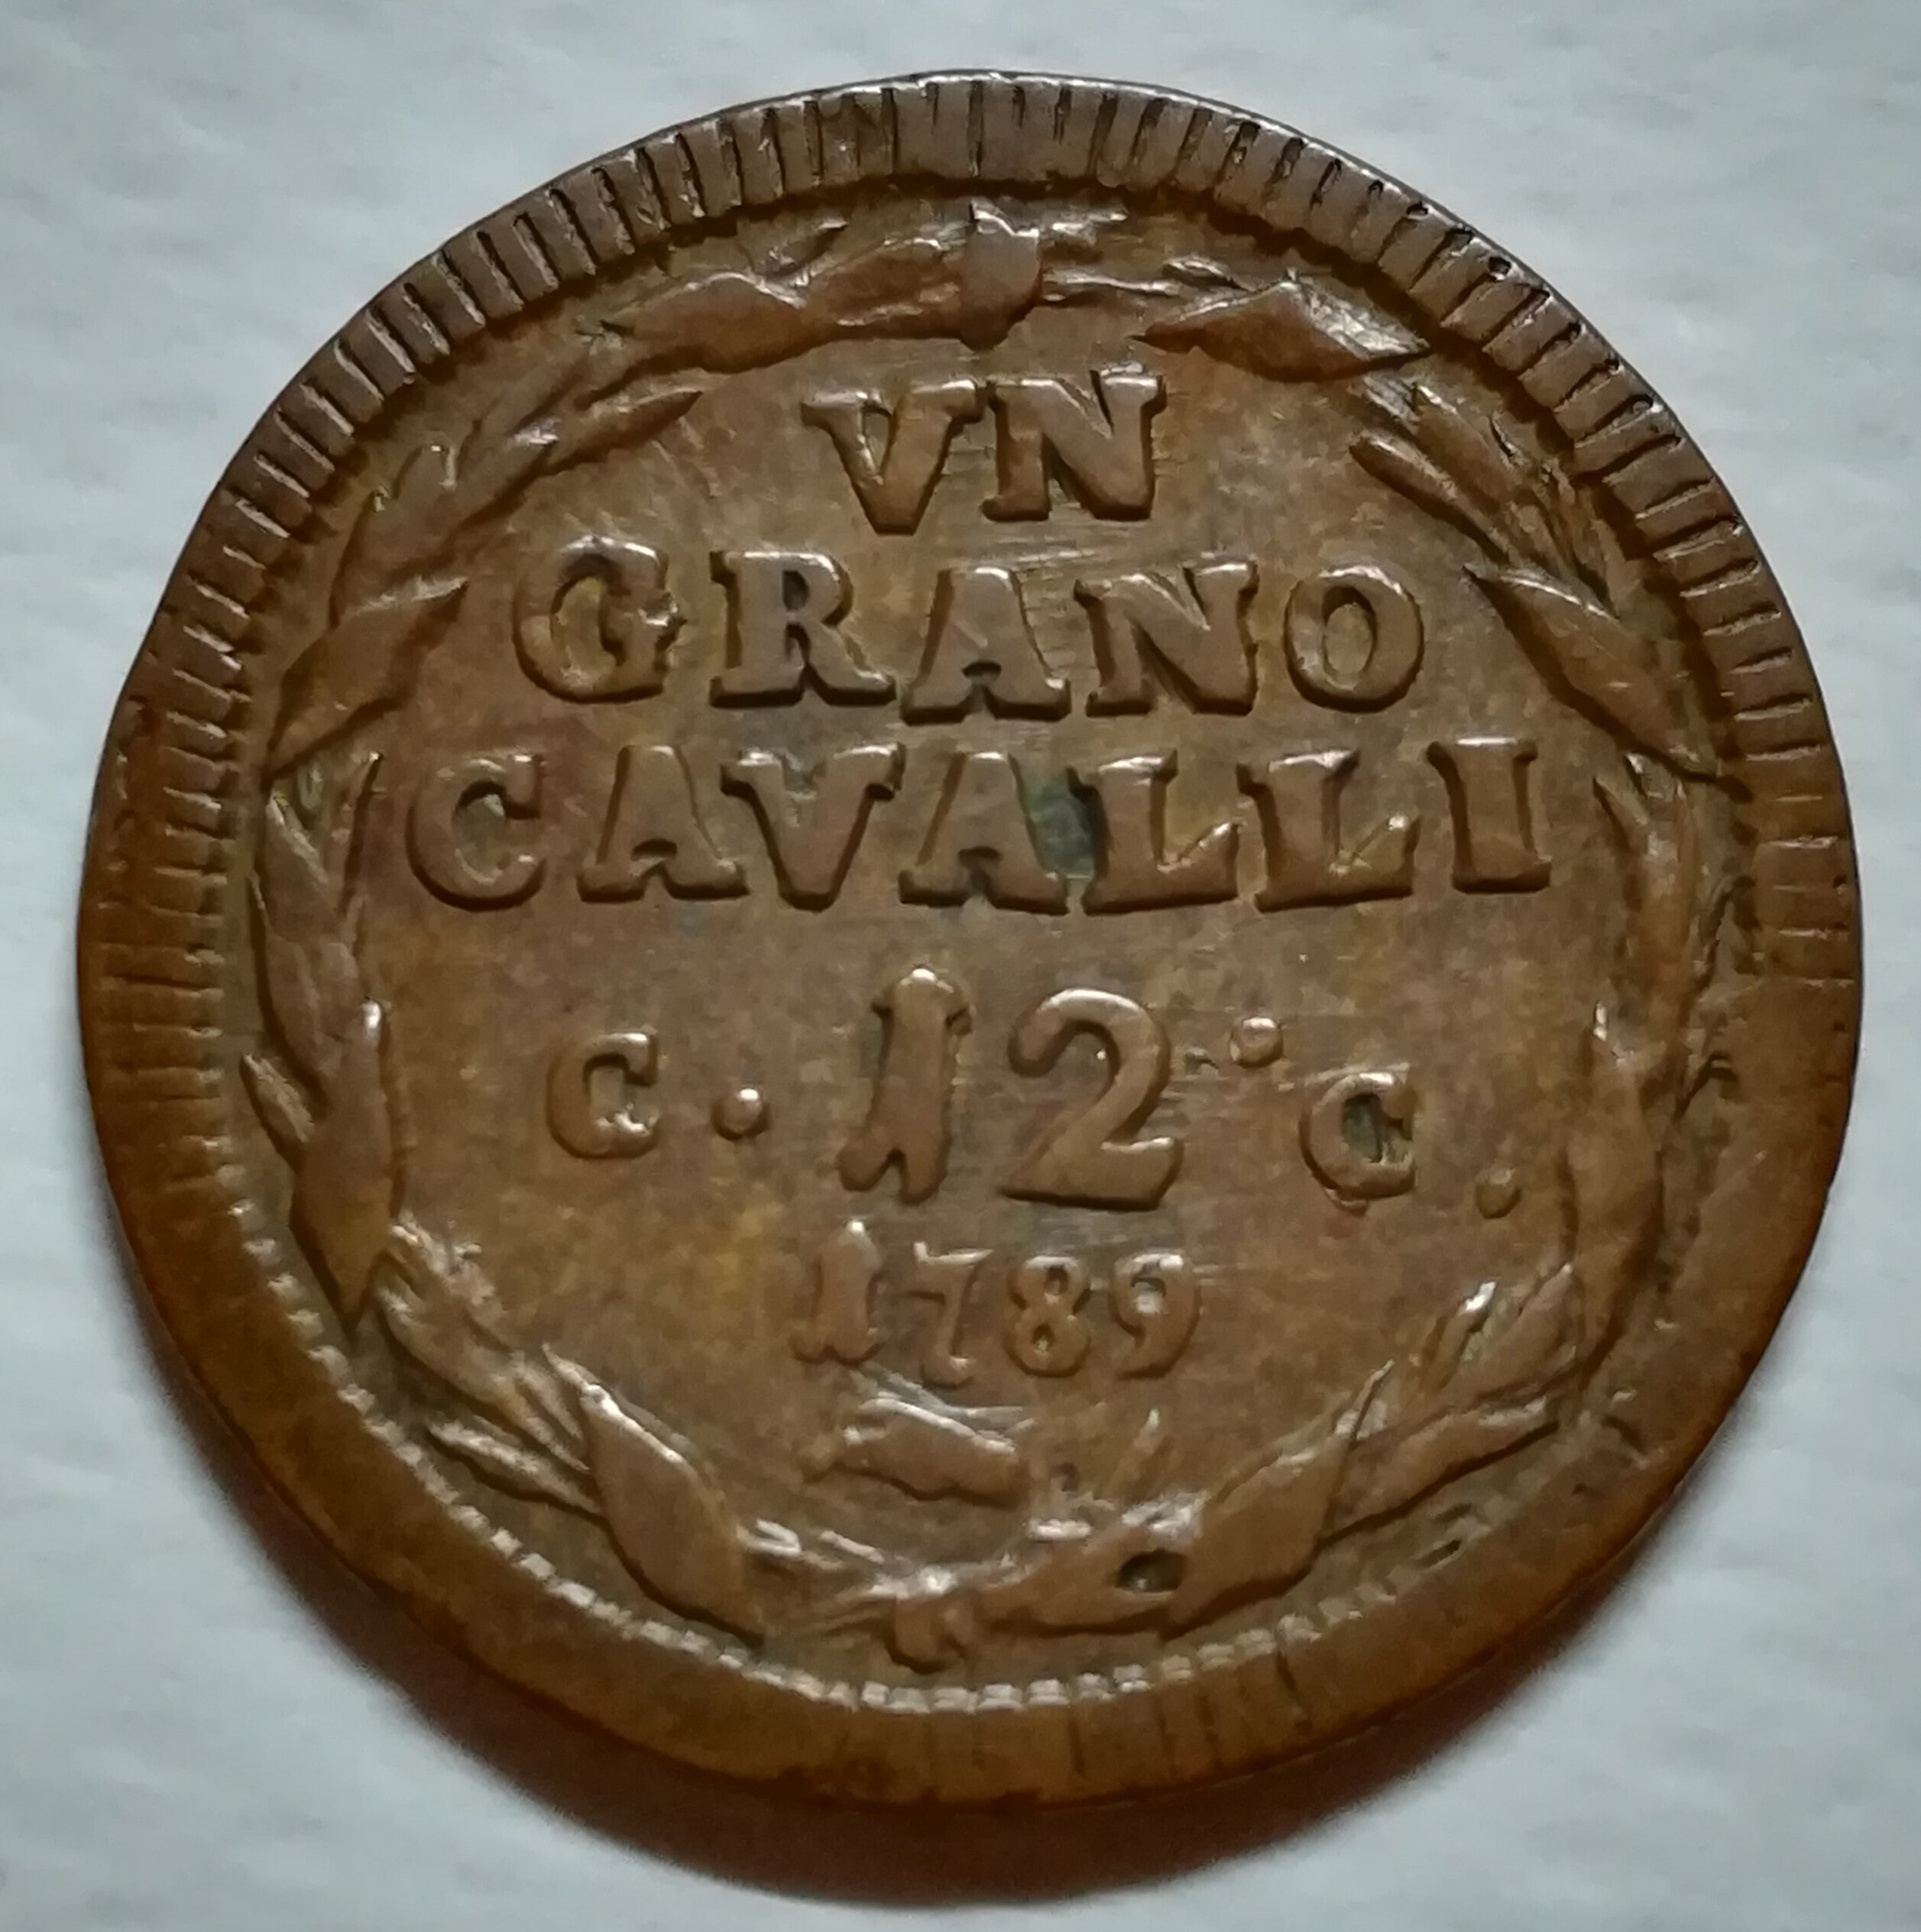 VN
GRANO
CAVALLI
C. 12. C.
1789